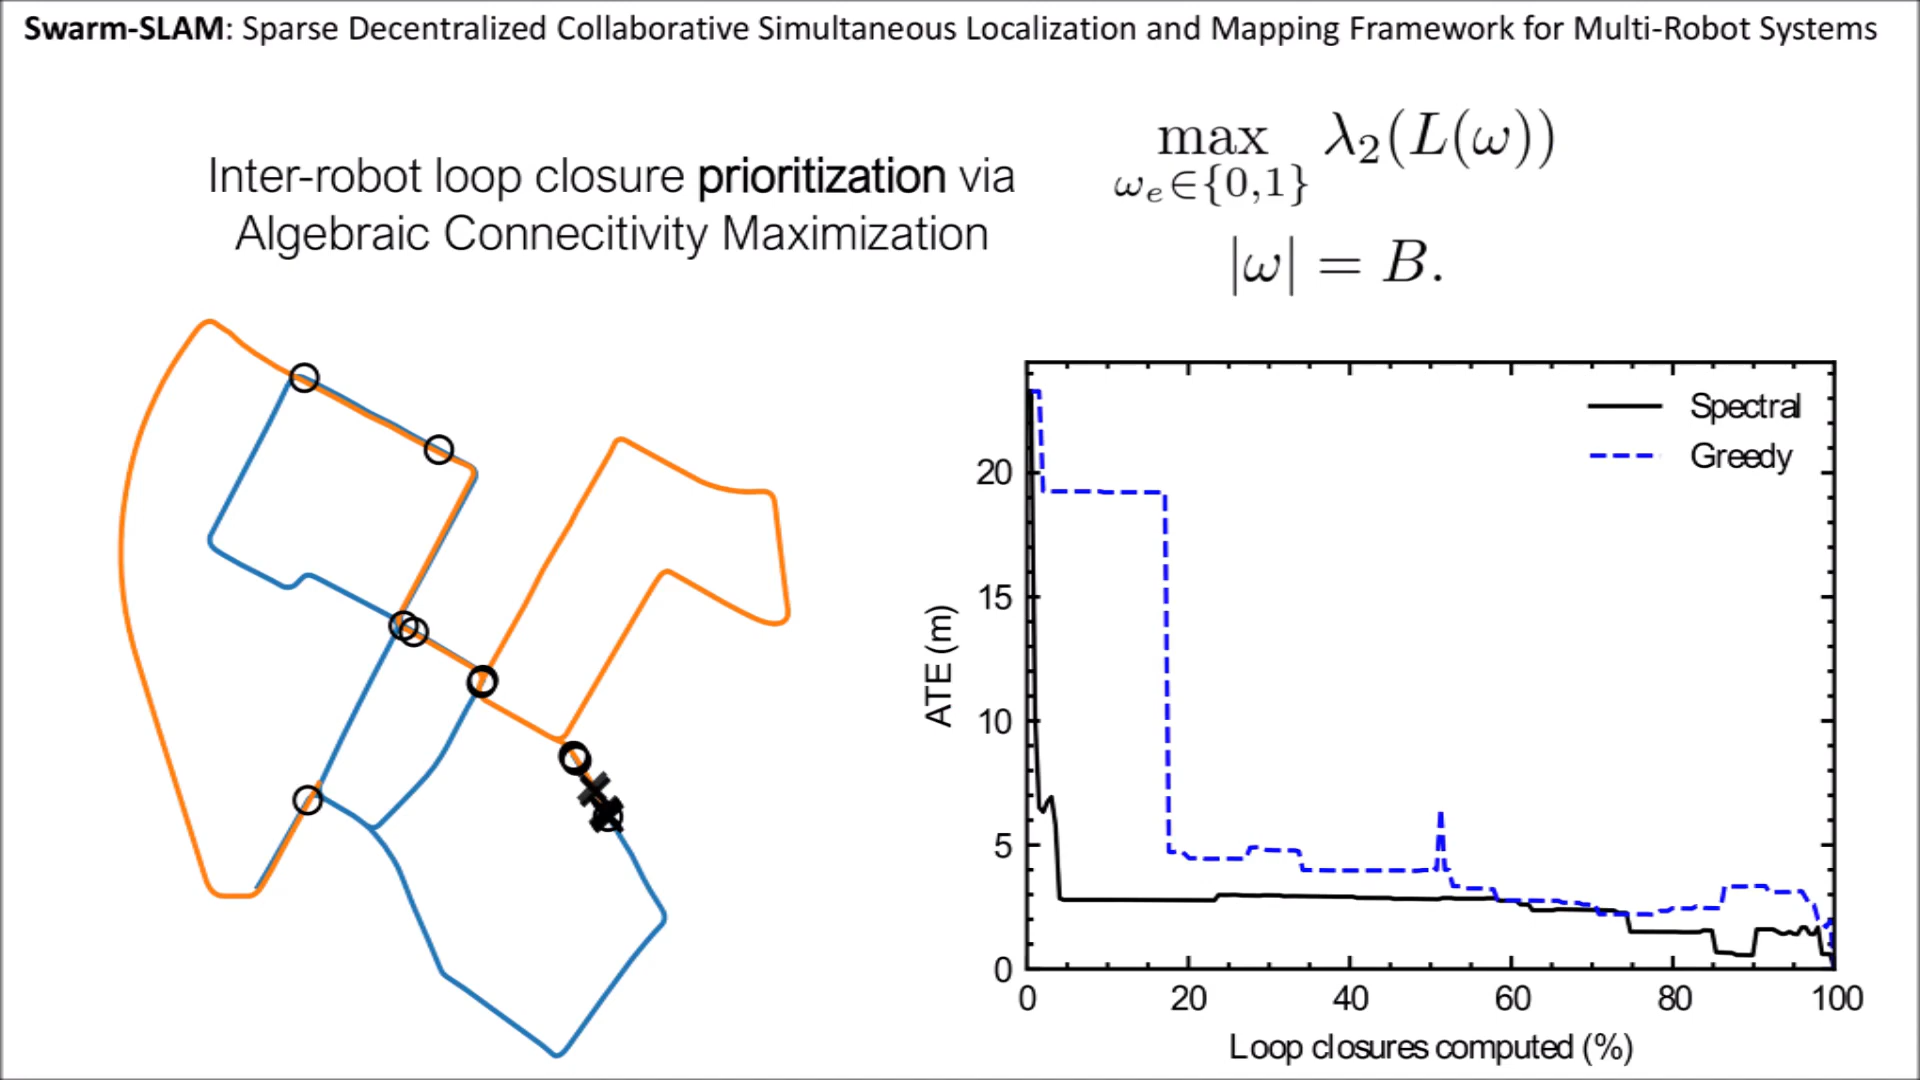 Swarm-SLAM: Sparse Decentralized Collaborative Simultaneous Localization and Mapping Framework for Multi-Robot Systems
Inter-robot loop closure prioritization via
Algebraic Connecitivity Maximization
max λ₂(L(ω))
ωₑ∈{0,1}
|ω| = B.
Spectral
Greedy
ATE (m)
20
15
10
5
0
0 20 40 60 80 100
Loop closures computed (%)